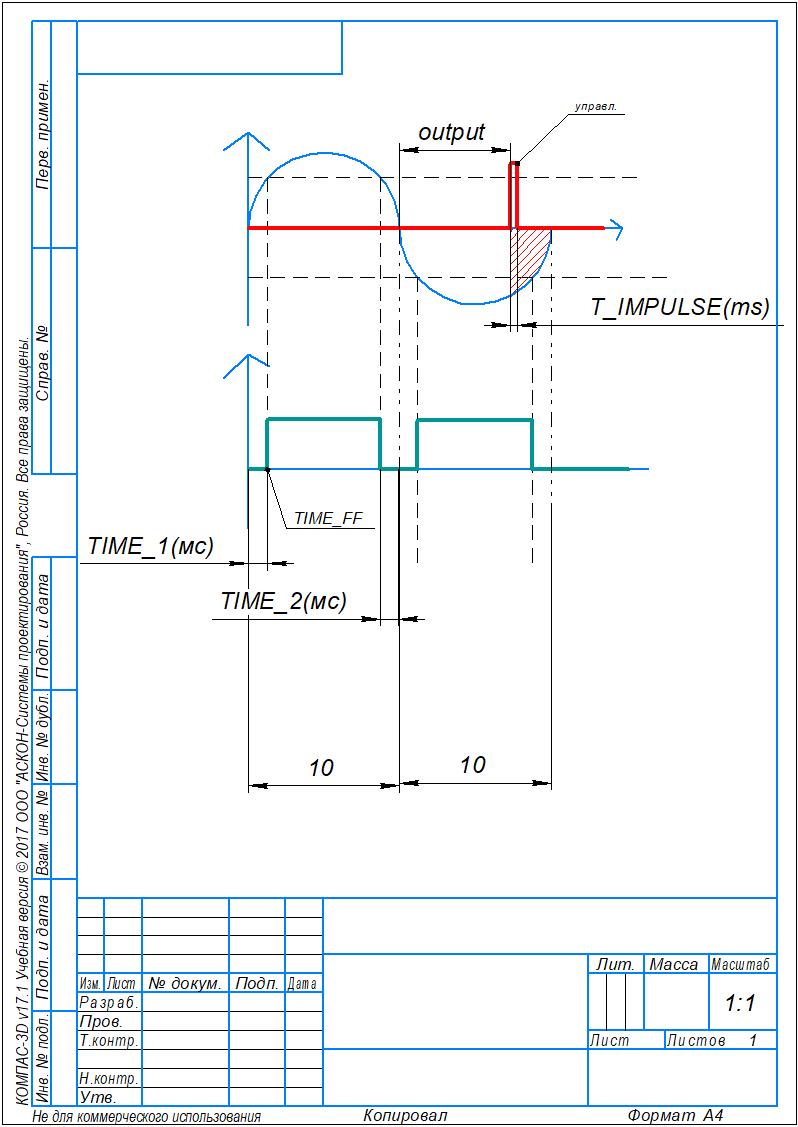 Перв. примен.
Справ. №
Подп. и дата
Инв. № дубл.
Взам. инв. №
Подп. и дата
Инв. № подл.
КОМПАС-3D v17.1 Учебная версия © 2017 ООО "АСКОН-Системы проектирования", Россия. Все права защищены.
управл.
output
T_IMPULSE(ms)
TIME_FF
TIME_1(мс)
TIME_2(мс)
10
10
Изм. Лист № докум. Подп. Дата
Разраб.
Пров.
Т.контр.
Н.контр.
Утв.
Лит. Масса Масштаб
1:1
Лист Листов 1
Не для коммерческого использования Копировал Формат А4